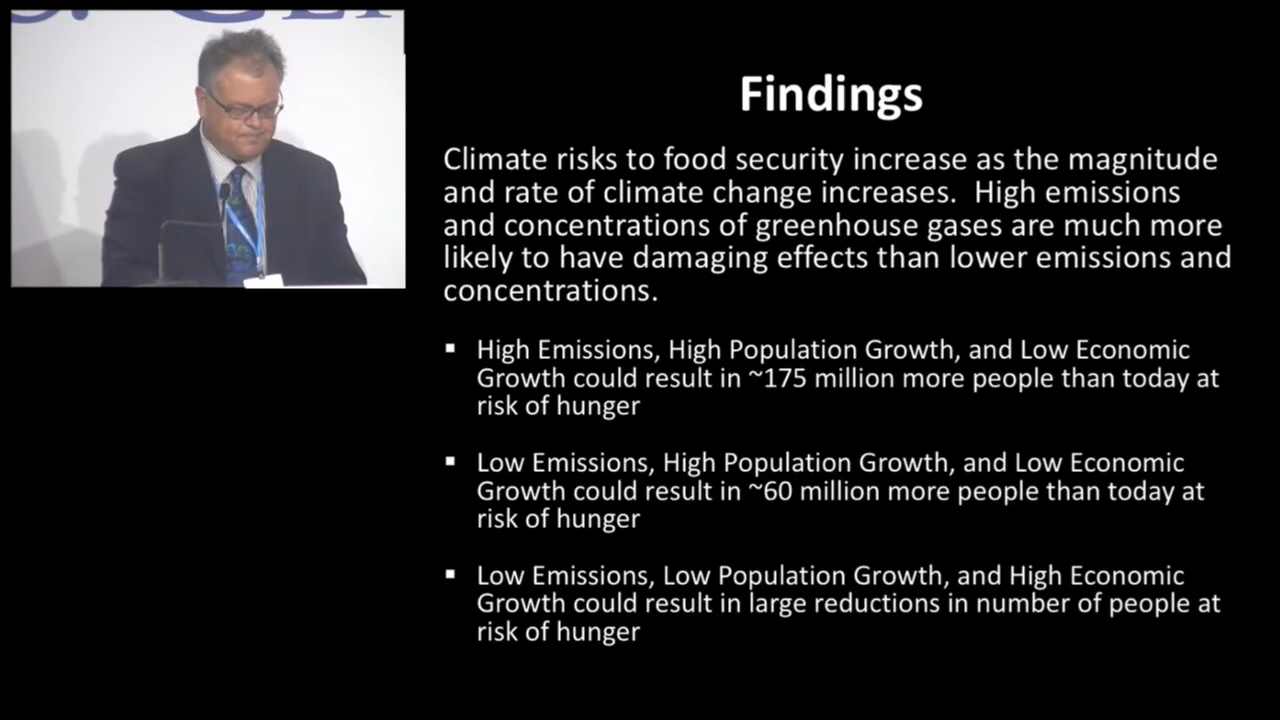 Findings
Climate risks to food security increase as the magnitude
and rate of climate change increases. High emissions
and concentrations of greenhouse gases are much more
likely to have damaging effects than lower emissions and
concentrations.
▪ High Emissions, High Population Growth, and Low Economic
Growth could result in ~175 million more people than today at
risk of hunger
▪ Low Emissions, High Population Growth, and Low Economic
Growth could result in ~60 million more people than today at
risk of hunger
▪ Low Emissions, Low Population Growth, and High Economic
Growth could result in large reductions in number of people at
risk of hunger